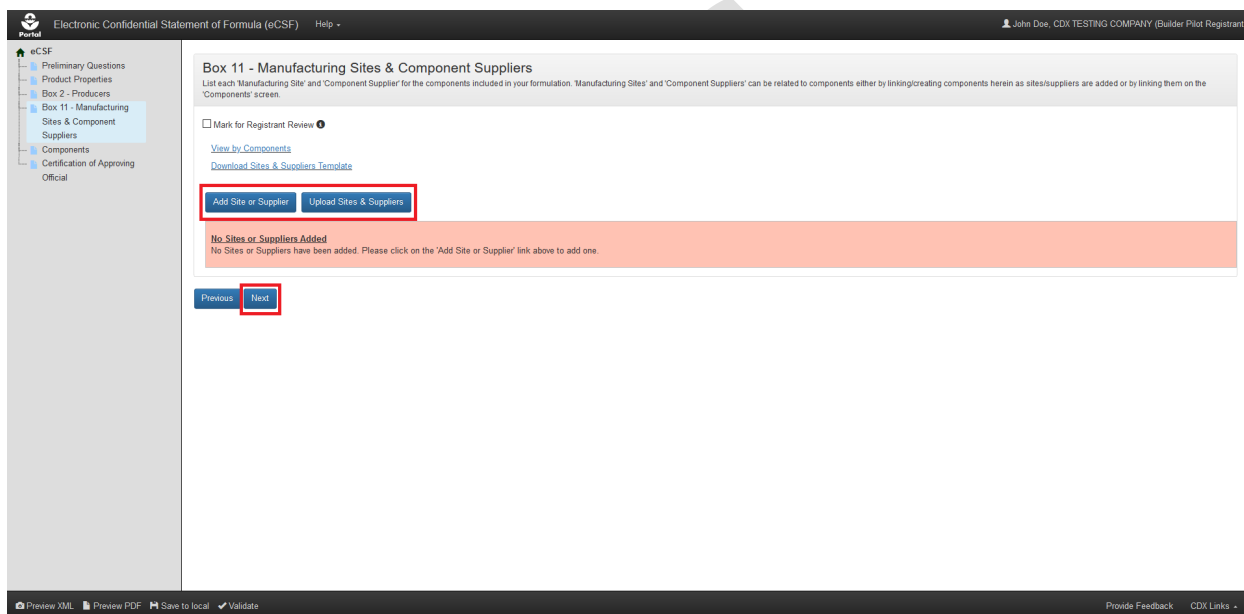 Portal
Electronic Confidential Statement of Formula (eCSF) Help
John Doe, CDX TESTING COMPANY (Builder Pilot Registrant
eCSF
Preliminary Questions
Product Properties
Box 2 - Producers
Box 11 - Manufacturing
Sites & Component
Suppliers
Components
Certification of Approving
Official
Box 11 - Manufacturing Sites & Component Suppliers
List each 'Manufacturing Site' and 'Component Supplier' for the components included in your formulation. 'Manufacturing Sites' and 'Component Suppliers' can be related to components either by linking/creating components herein as sites/suppliers are added or by linking them on the
'Components' screen.
Mark for Registrant Review
View by Components
Download Sites & Suppliers Template
Add Site or Supplier Upload Sites & Suppliers
No Sites or Suppliers Added
No Sites or Suppliers have been added. Please click on the 'Add Site or Supplier' link above to add one.
Previous Next
Preview XML Preview PDF Save to local Validate
Provide Feedback CDX Links